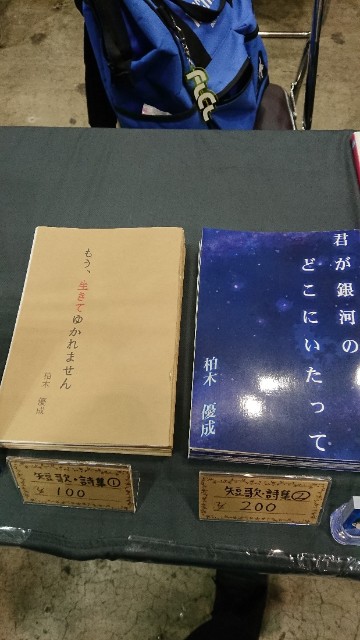 もう、生きてゆかれません
柏木 優成
君が銀河の
どこにいたって
柏木 優成
短歌・詩集①
¥100
短歌・詩集②
¥200